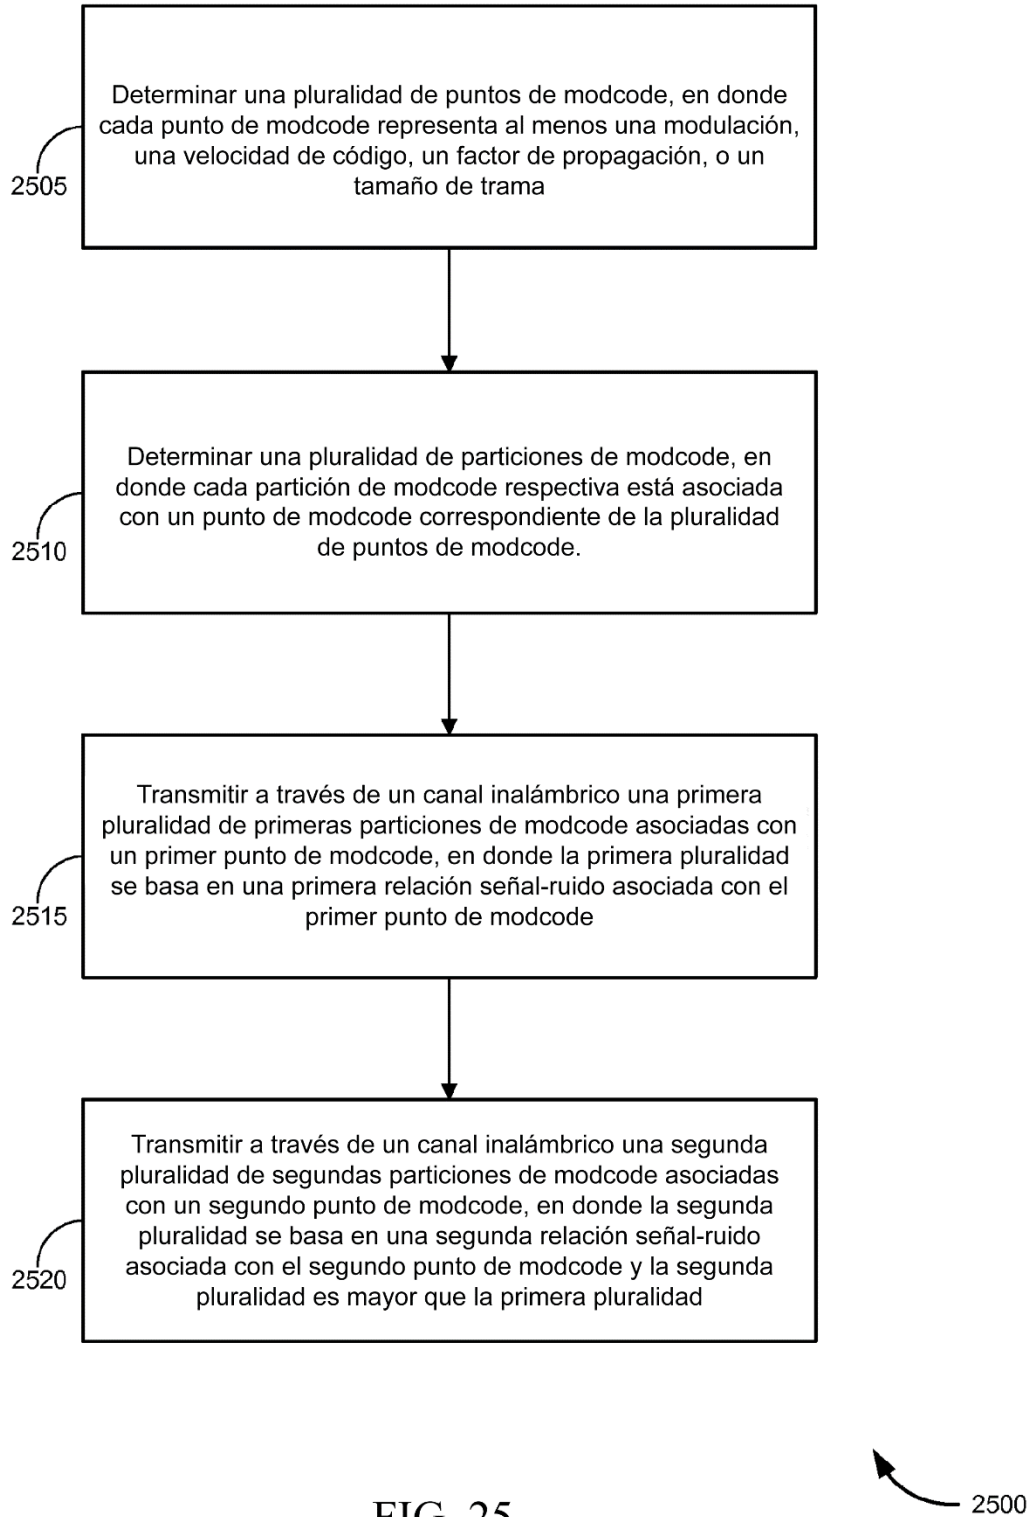 Determinar una pluralidad de puntos de modcode, en donde
cada punto de modcode representa al menos una modulación,
una velocidad de código, un factor de propagación, o un
tamaño de trama
2505
Determinar una pluralidad de particiones de modcode, en
donde cada partición de modcode respectiva está asociada
con un punto de modcode correspondiente de la pluralidad
de puntos de modcode.
2510
Transmitir a través de un canal inalámbrico una primera
pluralidad de primeras particiones de modcode asociadas con
un primer punto de modcode, en donde la primera pluralidad
se basa en una primera relación señal-ruido asociada con el
primer punto de modcode
2515
Transmitir a través de un canal inalámbrico una segunda
pluralidad de segundas particiones de modcode asociadas
con un segundo punto de modcode, en donde la segunda
pluralidad se basa en una segunda relación señal-ruido
asociada con el segundo punto de modcode y la segunda
pluralidad es mayor que la primera pluralidad
2520
2500
FIG. 25